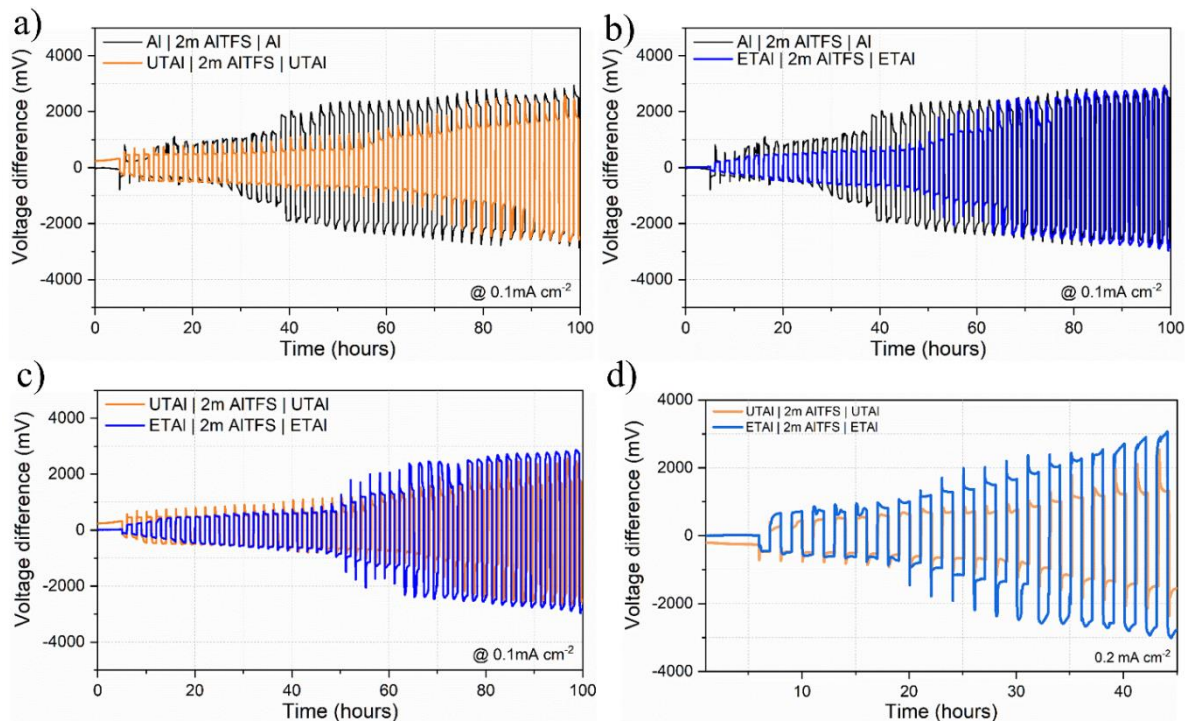 a)
Al | 2m AlTFS | Al
UTAl | 2m AlTFS | UTAl
Voltage difference (mV)
4000
2000
0
-2000
-4000
@ 0.1mA cm-2
0 20 40 60 80 100
Time (hours)
b)
Al | 2m AlTFS | Al
ETAl | 2m AlTFS | ETAl
Voltage difference (mV)
4000
2000
0
-2000
-4000
@ 0.1mA cm-2
0 20 40 60 80 100
Time (hours)
c)
UTAl | 2m AlTFS | UTAl
ETAl | 2m AlTFS | ETAl
Voltage difference (mV)
4000
2000
0
-2000
-4000
@ 0.1mA cm-2
0 20 40 60 80 100
Time (hours)
d)
UTAl | 2m AlTFS | UTAl
ETAl | 2m AlTFS | ETAl
Voltage difference (mV)
4000
2000
0
-2000
-4000
0.2 mA cm-2
10 20 30 40
Time (hours)